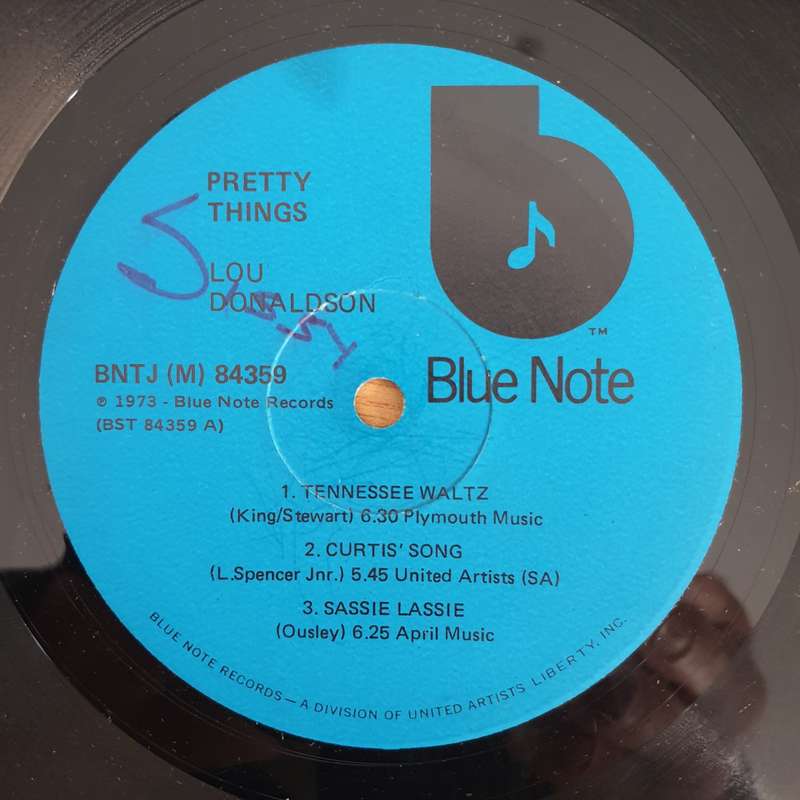 PRETTY
THINGS
LOU
DONALDSON
BNTJ (M) 84359
℗ 1973 - Blue Note Records
(BST 84359 A)
TM
Blue Note
1. TENNESSEE WALTZ
(King/Stewart) 6.30 Plymouth Music
2. CURTIS' SONG
(L.Spencer Jnr.) 5.45 United Artists (SA)
3. SASSIE LASSIE
(Ousley) 6.25 April Music
BLUE NOTE RECORDS—A DIVISION OF UNITED ARTISTS LIBERTY, INC.